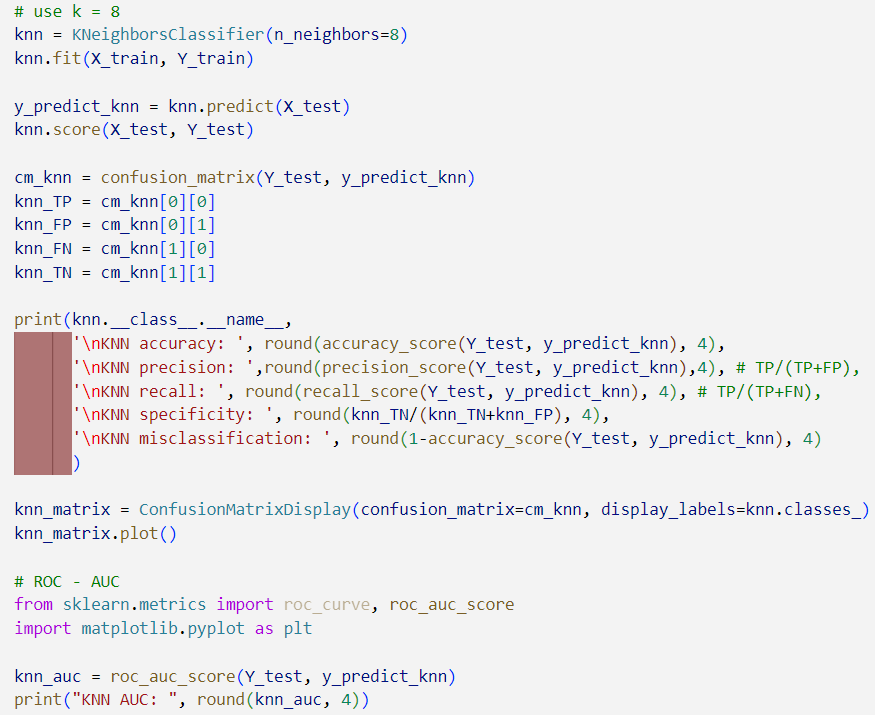 # use k = 8
knn = KNeighborsClassifier(n_neighbors=8)
knn.fit(X_train, Y_train)

y_predict_knn = knn.predict(X_test)
knn.score(X_test, Y_test)

cm_knn = confusion_matrix(Y_test, y_predict_knn)
knn_TP = cm_knn[0][0]
knn_FP = cm_knn[0][1]
knn_FN = cm_knn[1][0]
knn_TN = cm_knn[1][1]

print(knn.__class__.__name__,
      '\nKNN accuracy: ', round(accuracy_score(Y_test, y_predict_knn), 4),
      '\nKNN precision: ',round(precision_score(Y_test, y_predict_knn),4), # TP/(TP+FP),
      '\nKNN recall: ', round(recall_score(Y_test, y_predict_knn), 4), # TP/(TP+FN),
      '\nKNN specificity: ', round(knn_TN/(knn_TN+knn_FP), 4),
      '\nKNN misclassification: ', round(1-accuracy_score(Y_test, y_predict_knn), 4)
      )

knn_matrix = ConfusionMatrixDisplay(confusion_matrix=cm_knn, display_labels=knn.classes_)
knn_matrix.plot()

# ROC - AUC
from sklearn.metrics import roc_curve, roc_auc_score
import matplotlib.pyplot as plt

knn_auc = roc_auc_score(Y_test, y_predict_knn)
print("KNN AUC: ", round(knn_auc, 4))